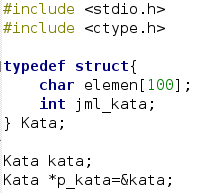 #include <stdio.h>
#include <ctype.h>
typedef struct{
    char elemen[100];
    int jml_kata;
} Kata;
Kata kata;
Kata *p_kata=&kata;